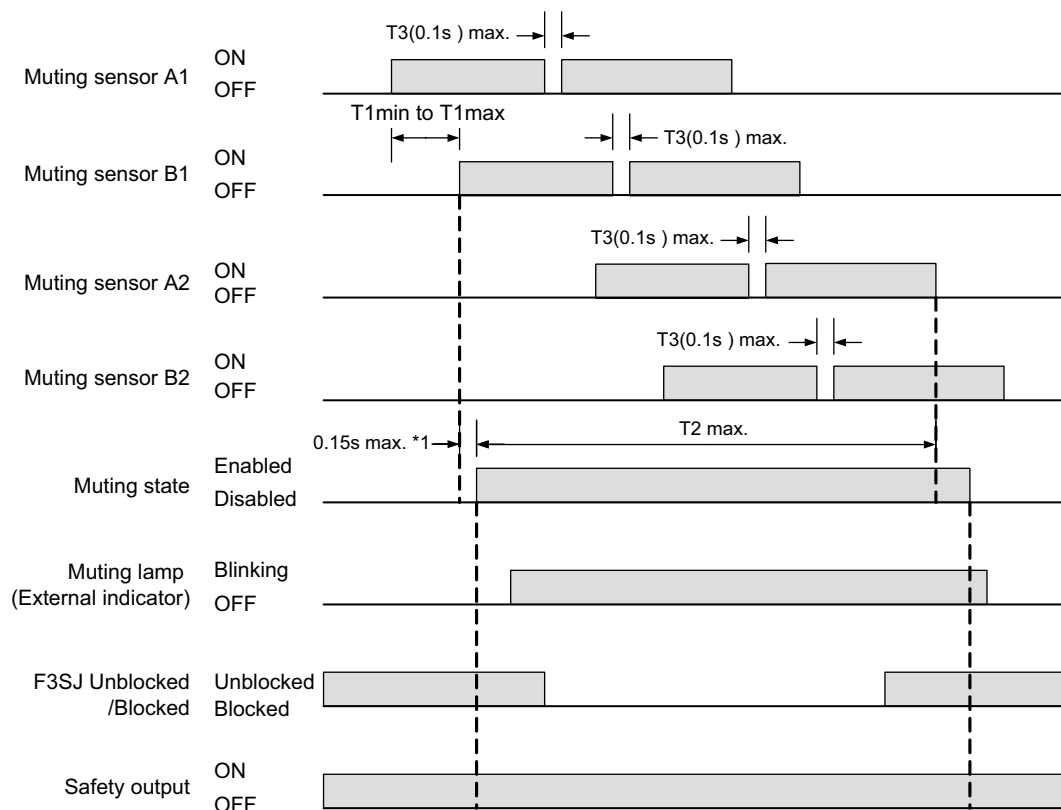 T3(0.1s ) max.
ON
Muting sensor A1
OFF
T1min to T1max
T3(0.1s ) max.
ON
Muting sensor B1
OFF
T3(0.1s ) max.
ON
Muting sensor A2
OFF
T3(0.1s ) max.
ON
Muting sensor B2
OFF
0.15s max. *1
T2 max.
Enabled
Muting state
Disabled
Muting lamp
(External indicator)
Blinking
OFF
F3SJ Unblocked
/Blocked
Unblocked
Blocked
ON
Safety output
OFF